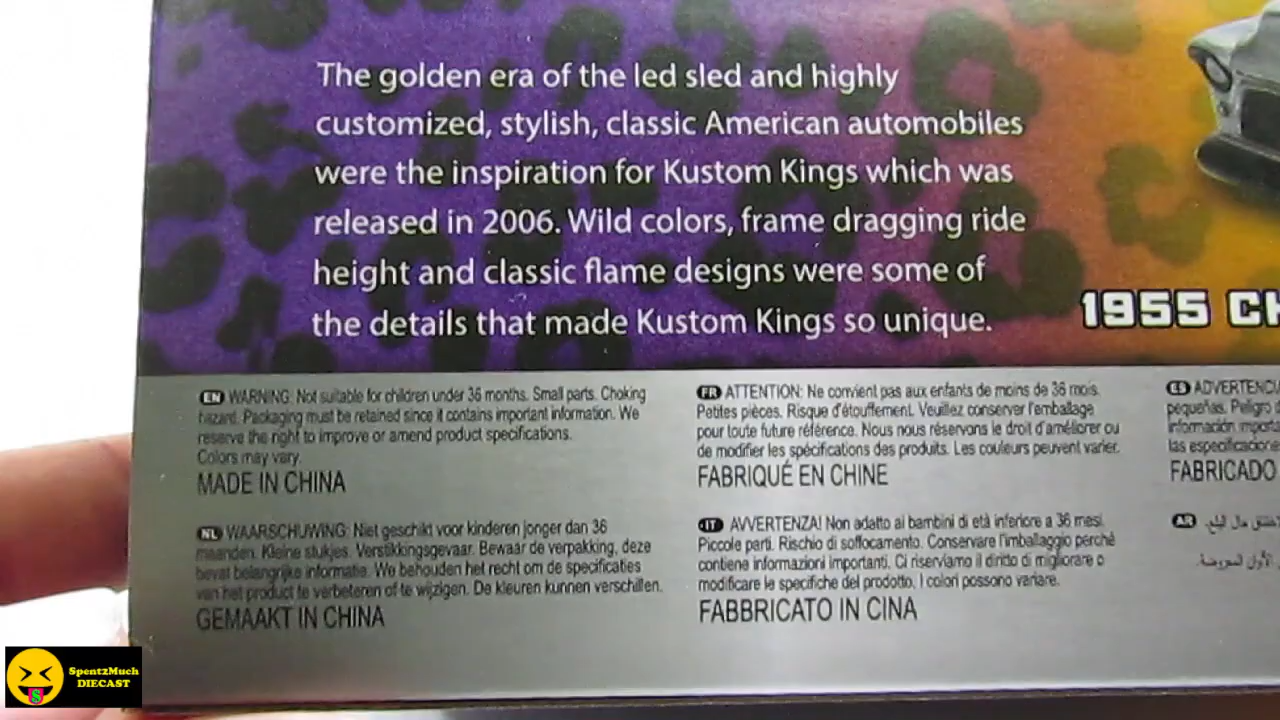 The golden era of the led sled and highly
customized, stylish, classic American automobiles
were the inspiration for Kustom Kings which was
released in 2006. Wild colors, frame dragging ride
height and classic flame designs were some of
the details that made Kustom Kings so unique.
1955 CH
EN WARNING: Not suitable for children under 36 months. Small parts. Choking
hazard. Packaging must be retained since it contains important information. We
reserve the right to improve or amend product specifications.
Colors may vary.
MADE IN CHINA
FR ATTENTION: Ne convient pas aux enfants de moins de 36 mois.
Petites pièces. Risque d'étouffement. Veuillez conserver l'emballage
pour toute future référence. Nous nous réservons le droit d'améliorer ou
de modifier les spécifications des produits. Les couleurs peuvent varier.
FABRIQUÉ EN CHINE
ES ADVERTENCI
pequeñas. Peligro
información import
las especificacione
FABRICADO
NL WAARSCHUWING: Niet geschikt voor kinderen jonger dan 36
maanden. Kleine stukjes. Verstikkingsgevaar. Bewaar de verpakking, deze
bevat belangrijke informatie. We behouden het recht om de specificaties
van het product te verbeteren of te wijzigen. De kleuren kunnen verschillen.
GEMAAKT IN CHINA
IT AVVERTENZA! Non adatto ai bambini di età inferiore a 36 mesi.
Piccole parti. Rischio di soffocamento. Conservare l'imballaggio perché
contiene informazioni importanti. Ci riserviamo il diritto di migliorare o
modificare le specifiche del prodotto. I colori possono variare.
FABBRICATO IN CINA
AR
SpentzMuch
DIECAST